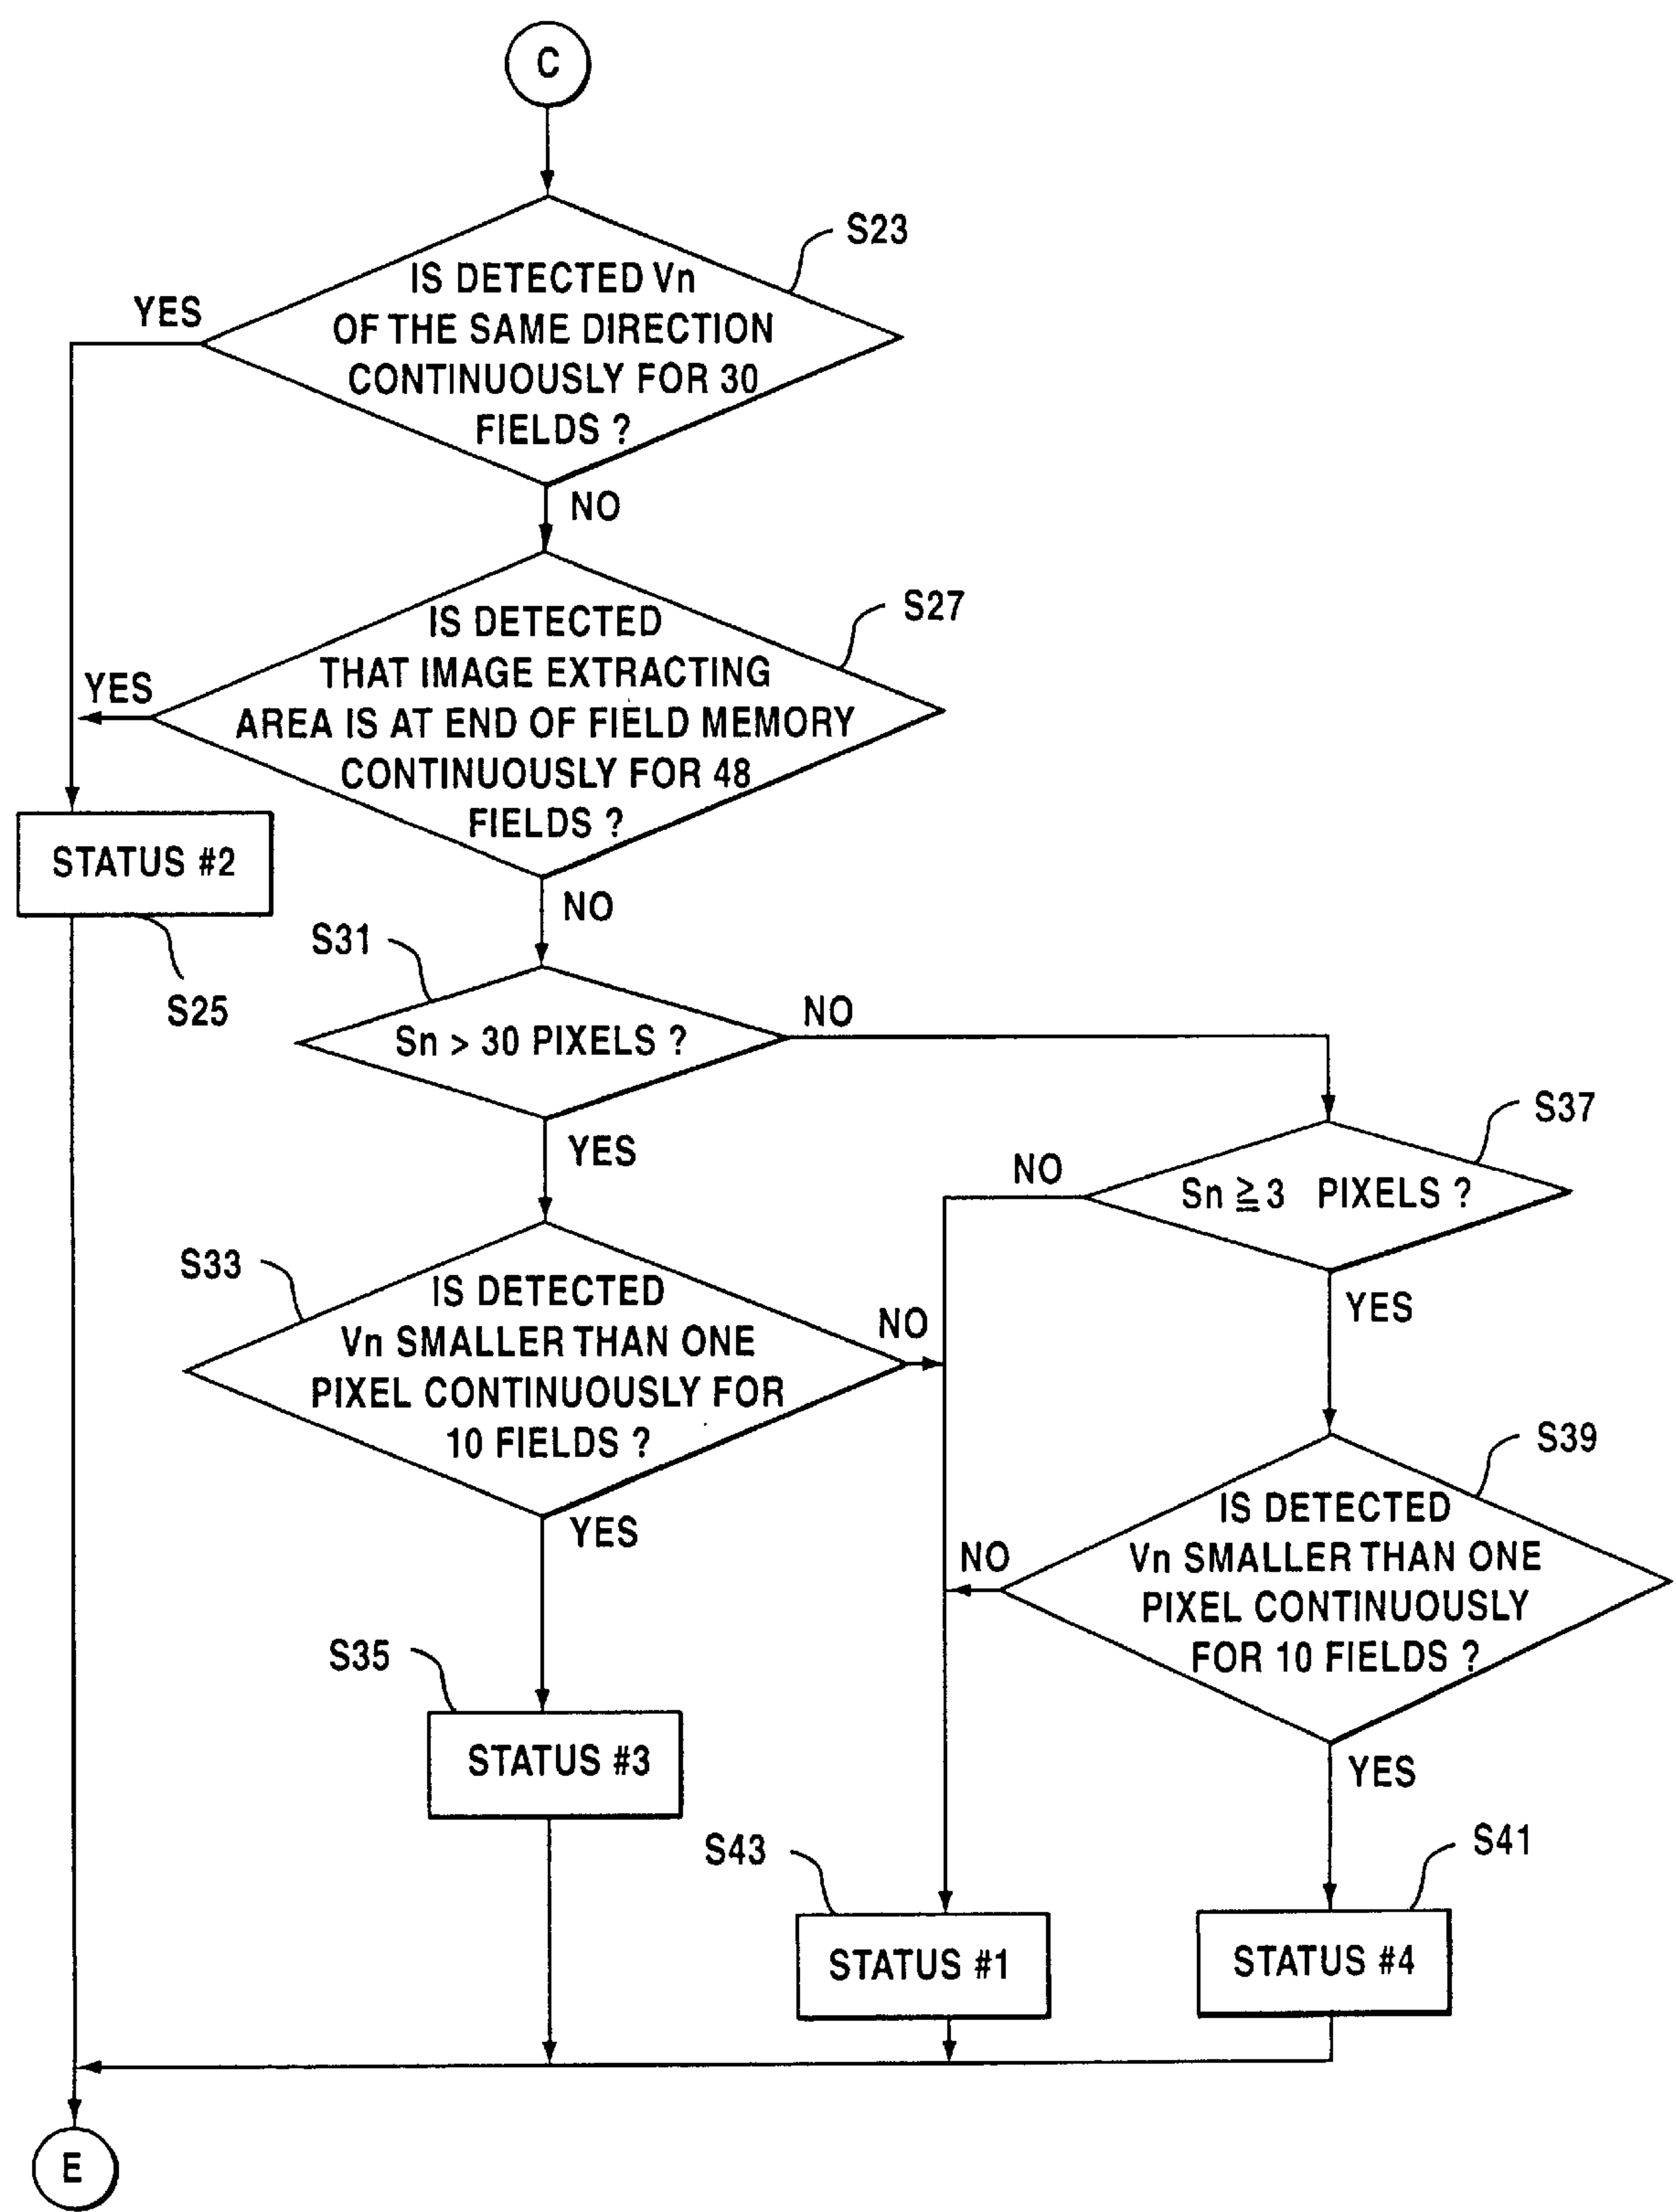 C
S23
IS DETECTED Vn
OF THE SAME DIRECTION
CONTINUOUSLY FOR 30
FIELDS ?
YES
NO
S27
IS DETECTED
THAT IMAGE EXTRACTING
AREA IS AT END OF FIELD MEMORY
CONTINUOUSLY FOR 48
FIELDS ?
YES
NO
STATUS #2
S25
S31
Sn > 30 PIXELS ?
NO
YES
S37
Sn ≧ 3 PIXELS ?
NO
YES
S33
IS DETECTED
Vn SMALLER THAN ONE
PIXEL CONTINUOUSLY FOR
10 FIELDS ?
NO
YES
S39
IS DETECTED
Vn SMALLER THAN ONE
PIXEL CONTINUOUSLY
FOR 10 FIELDS ?
NO
YES
S35
STATUS #3
S43
STATUS #1
S41
STATUS #4
E